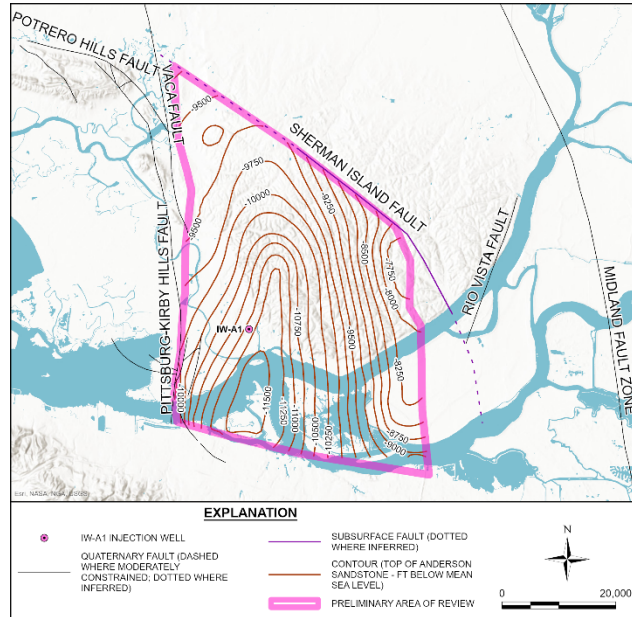 POTRERO HILLS FAULT
VACA FAULT
-9500
SHERMAN ISLAND FAULT
-9750
-10000
-9250
-9500
-7750
-8000
PITTSBURG-KIRBY HILLS FAULT
RIO VISTA FAULT
MIDLAND FAULT ZONE
IW-A1
-10750
-8250
-10000
-11500
-11250
-11000
-10500
-10250
-8750
-9000
Esri, NASA, NGA, USGS
EXPLANATION
IW-A1 INJECTION WELL
QUATERNARY FAULT (DASHED
WHERE MODERATELY
CONSTRAINED; DOTTED WHERE
INFERRED)
SUBSURFACE FAULT (DOTTED
WHERE INFERRED)
CONTOUR (TOP OF ANDERSON
SANDSTONE - FT BELOW MEAN
SEA LEVEL)
PRELIMINARY AREA OF REVIEW
N
0
20,000